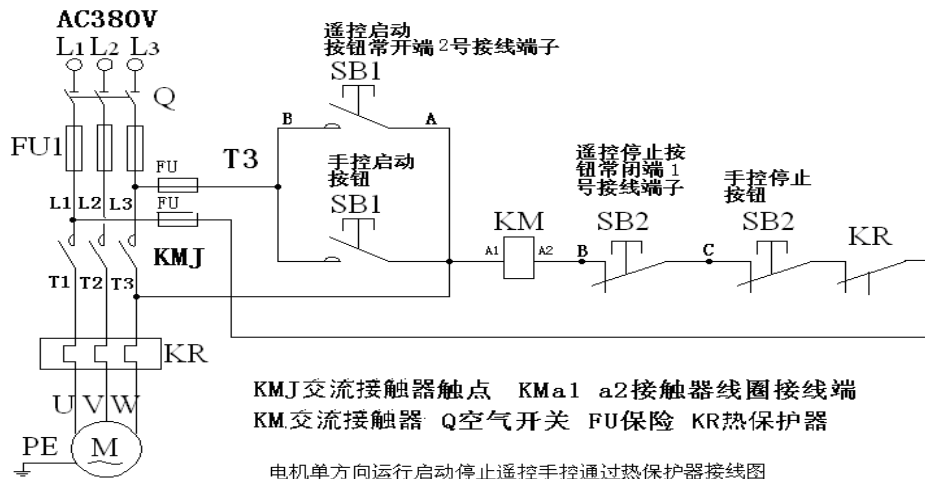 AC380V
L1 L2 L3
Q
FU1
遥控启动
按钮常开端2号接线端子
SB1
B
A
T3
FU
FU
手控启动
按钮
SB1
L1 L2 L3
KMJ
T1 T2 T3
KM
A1 A2
B
遥控停止按
钮常闭端1
号接线端子
SB2
C
手控停止
按钮
SB2
KR
KR
U V W
PE
M
KMJ交流接触器触点 KMa1 a2接触器线圈接线端
KM交流接触器 Q空气开关 FU保险 KR热保护器
电机单方向运行启动停止遥控手控通过热保护器接线图